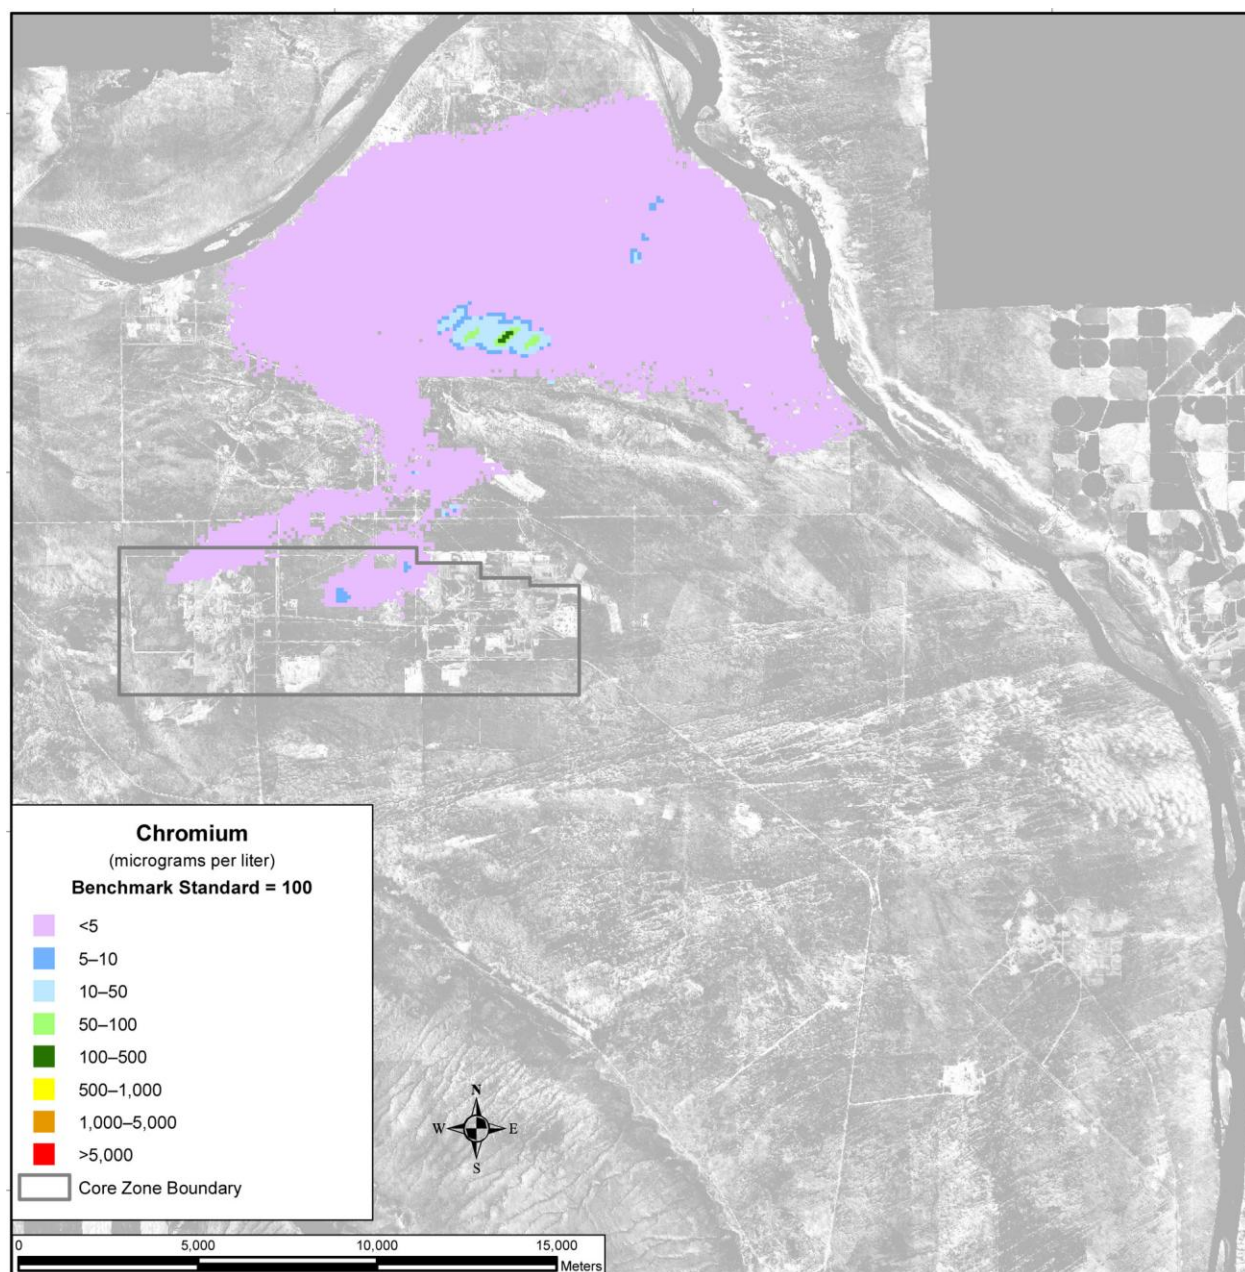 Chromium
(micrograms per liter)
Benchmark Standard = 100
<5
5–10
10–50
50–100
100–500
500–1,000
1,000–5,000
>5,000
Core Zone Boundary
N
W E
S
0 5,000 10,000 15,000
Meters